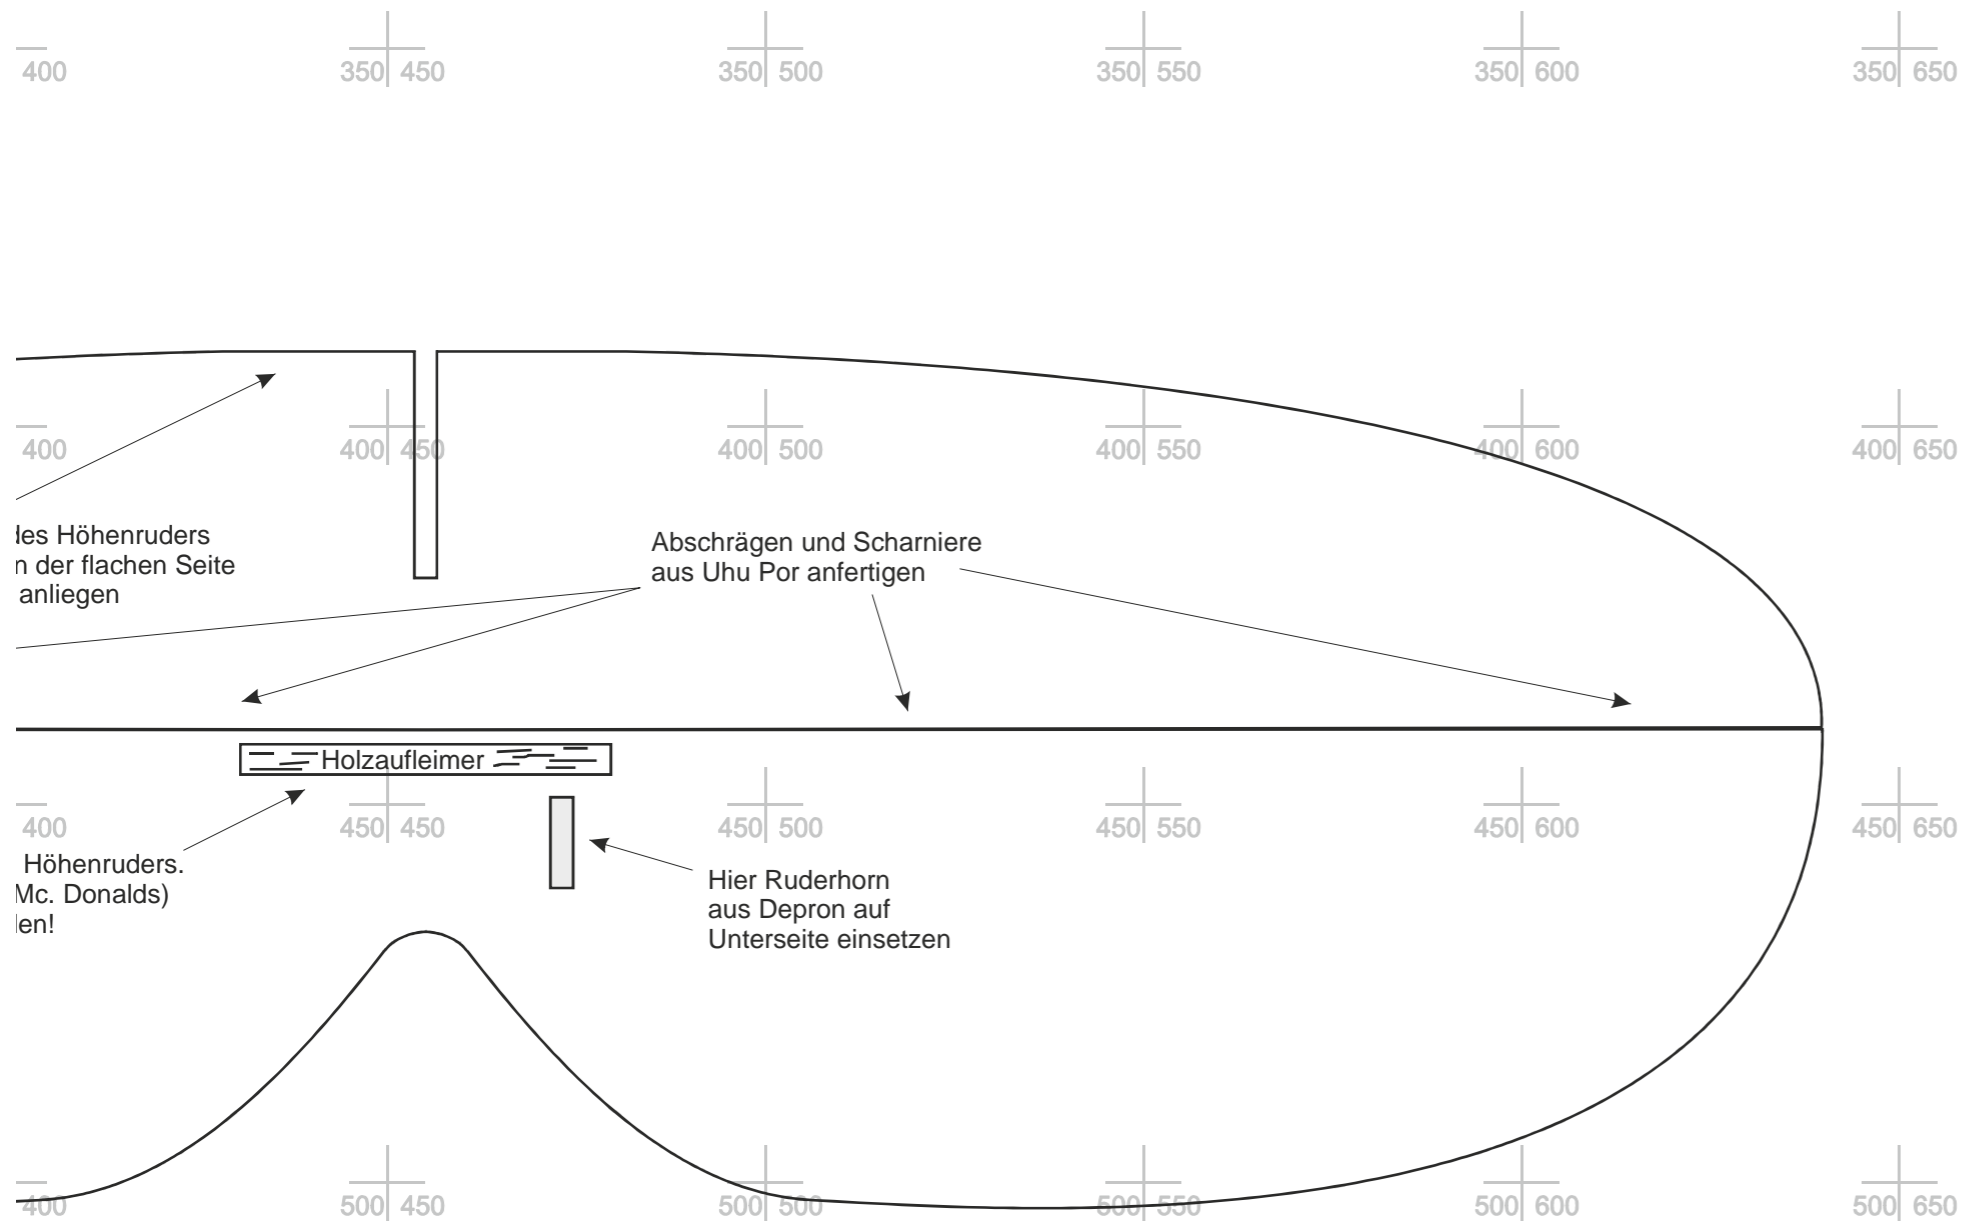 400 350 450 350 500 350 550 350 600 350 650
400 400 450 400 500 400 550 400 600 400 650
des Höhenruders
n der flachen Seite
anliegen
Abschrägen und Scharniere
aus Uhu Por anfertigen
Holzaufleimer
400 450 450 450 500 450 550 450 600 450 650
Höhenruders.
Mc. Donalds)
en!
Hier Ruderhorn
aus Depron auf
Unterseite einsetzen
400 500 450 500 500 500 550 500 600 500 650